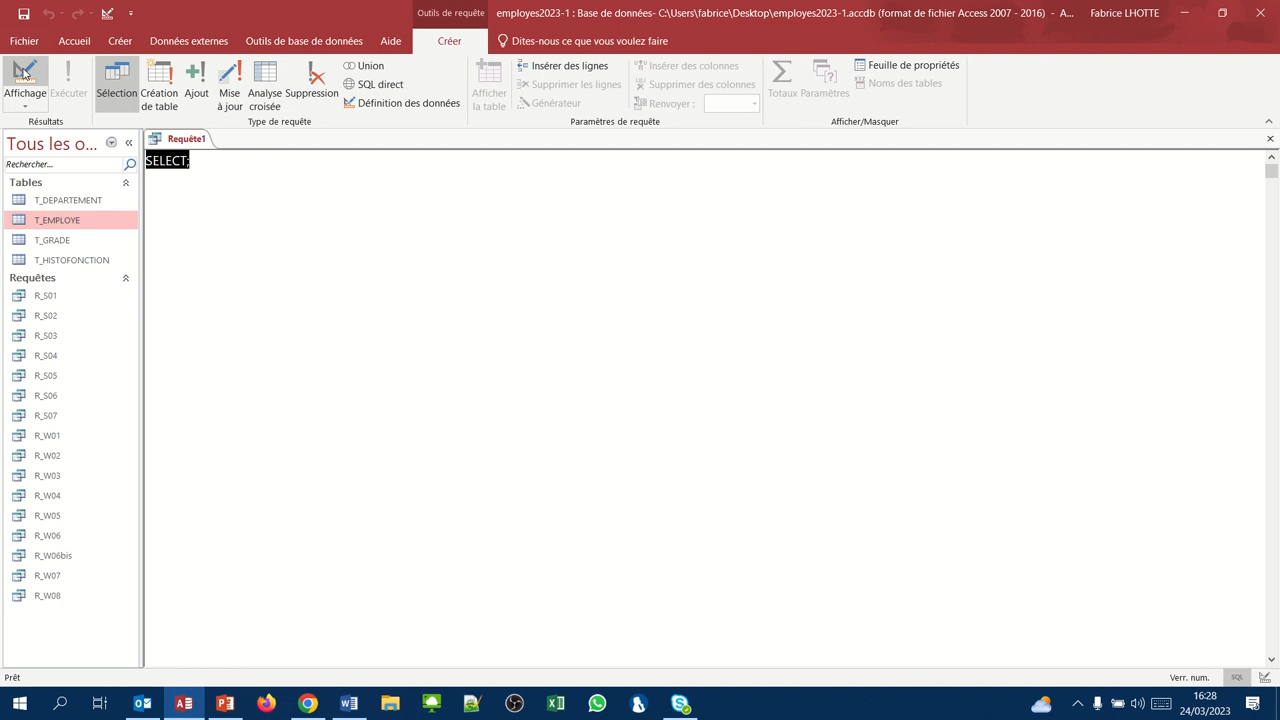 Outils de requête
employes2023-1 : Base de données- C:\Users\fabrice\Desktop\employes2023-1.accdb (format de fichier Access 2007 - 2016) - A...
Fabrice LHOTTE
Fichier
Accueil
Créer
Données externes
Outils de base de données
Aide
Créer
Dites-nous ce que vous voulez faire
Affichage
Exécuter
Sélection
Création
de table
Ajout
Mise
à jour
Analyse
croisée
Suppression
Union
SQL direct
Définition des données
Afficher
la table
Insérer des lignes
Supprimer les lignes
Générateur
Insérer des colonnes
Supprimer des colonnes
Renvoyer :
Totaux
Paramètres
Feuille de propriétés
Noms des tables
Résultats
Type de requête
Paramètres de requête
Afficher/Masquer
Tous les o...
Rechercher...
Tables
T_DEPARTEMENT
T_EMPLOYE
T_GRADE
T_HISTOFONCTION
Requêtes
R_S01
R_S02
R_S03
R_S04
R_S05
R_S06
R_S07
R_W01
R_W02
R_W03
R_W04
R_W05
R_W06
R_W06bis
R_W07
R_W08
Requête1
SELECT;
Prêt
Verr. num.
SQL
16:28
24/03/2023